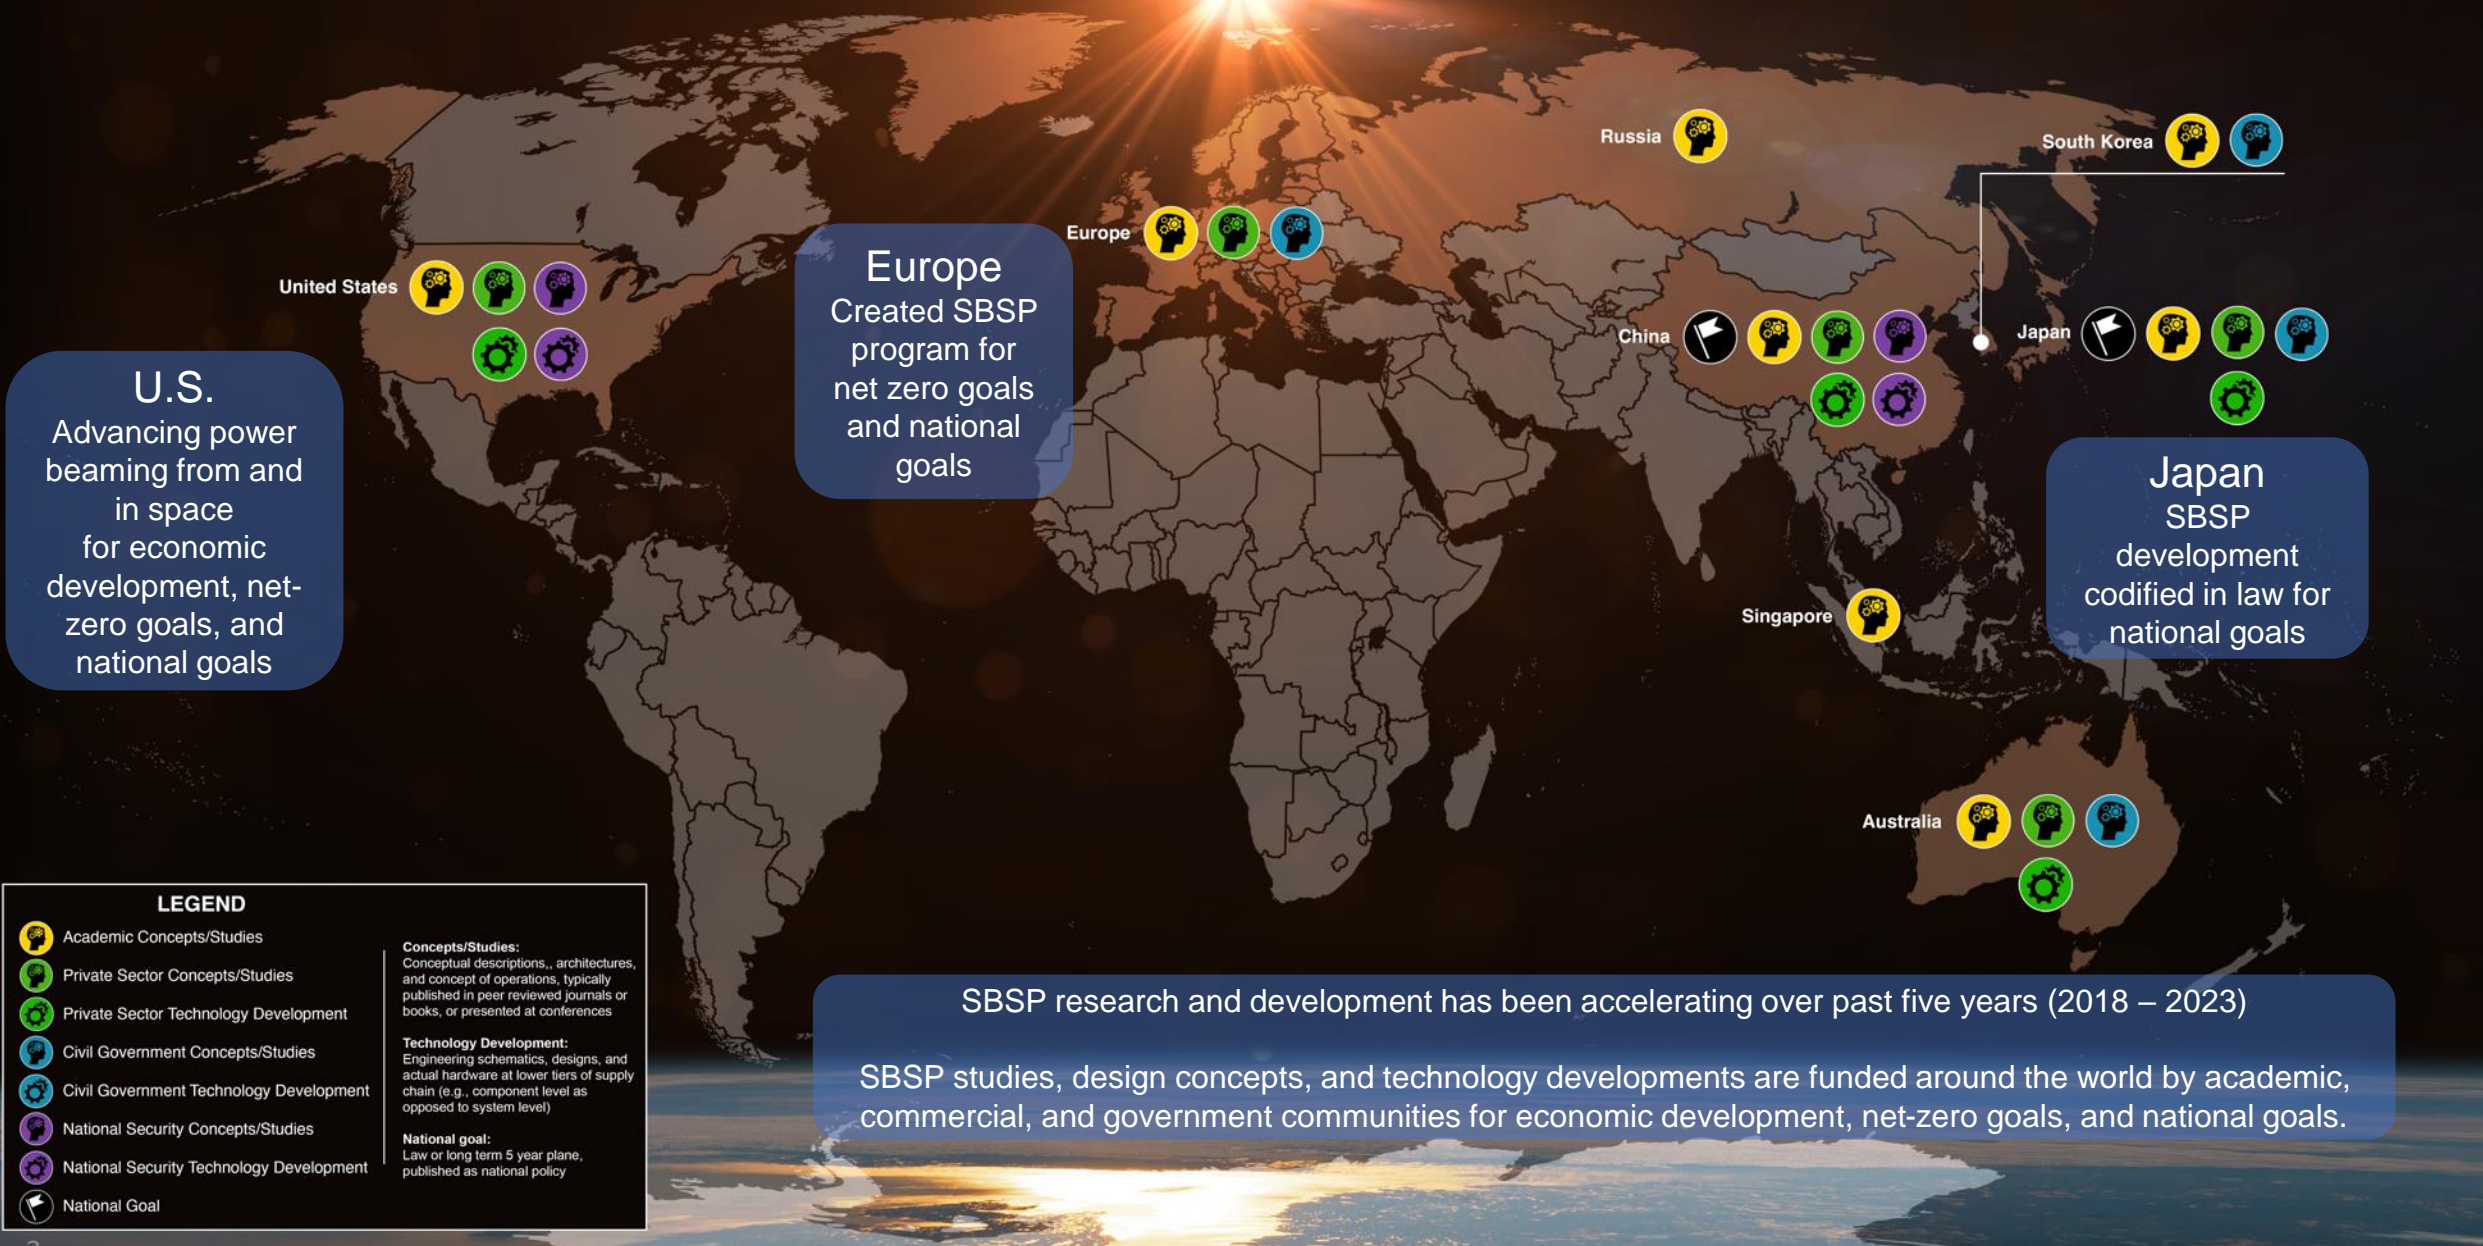 Russia
South Korea
Europe
United States
China
Japan
Singapore
Australia
U.S.
Advancing power
beaming from and
in space
for economic
development, net-
zero goals, and
national goals
Europe
Created SBSP
program for
net zero goals
and national
goals
Japan
SBSP
development
codified in law for
national goals
LEGEND
Academic Concepts/Studies
Private Sector Concepts/Studies
Private Sector Technology Development
Civil Government Concepts/Studies
Civil Government Technology Development
National Security Concepts/Studies
National Security Technology Development
National Goal
Concepts/Studies:
Conceptual descriptions,, architectures,
and concept of operations, typically
published in peer reviewed journals or
books, or presented at conferences
Technology Development:
Engineering schematics, designs, and
actual hardware at lower tiers of supply
chain (e.g., component level as
opposed to system level)
National goal:
Law or long term 5 year plane,
published as national policy
SBSP research and development has been accelerating over past five years (2018 – 2023)
SBSP studies, design concepts, and technology developments are funded around the world by academic,
commercial, and government communities for economic development, net-zero goals, and national goals.